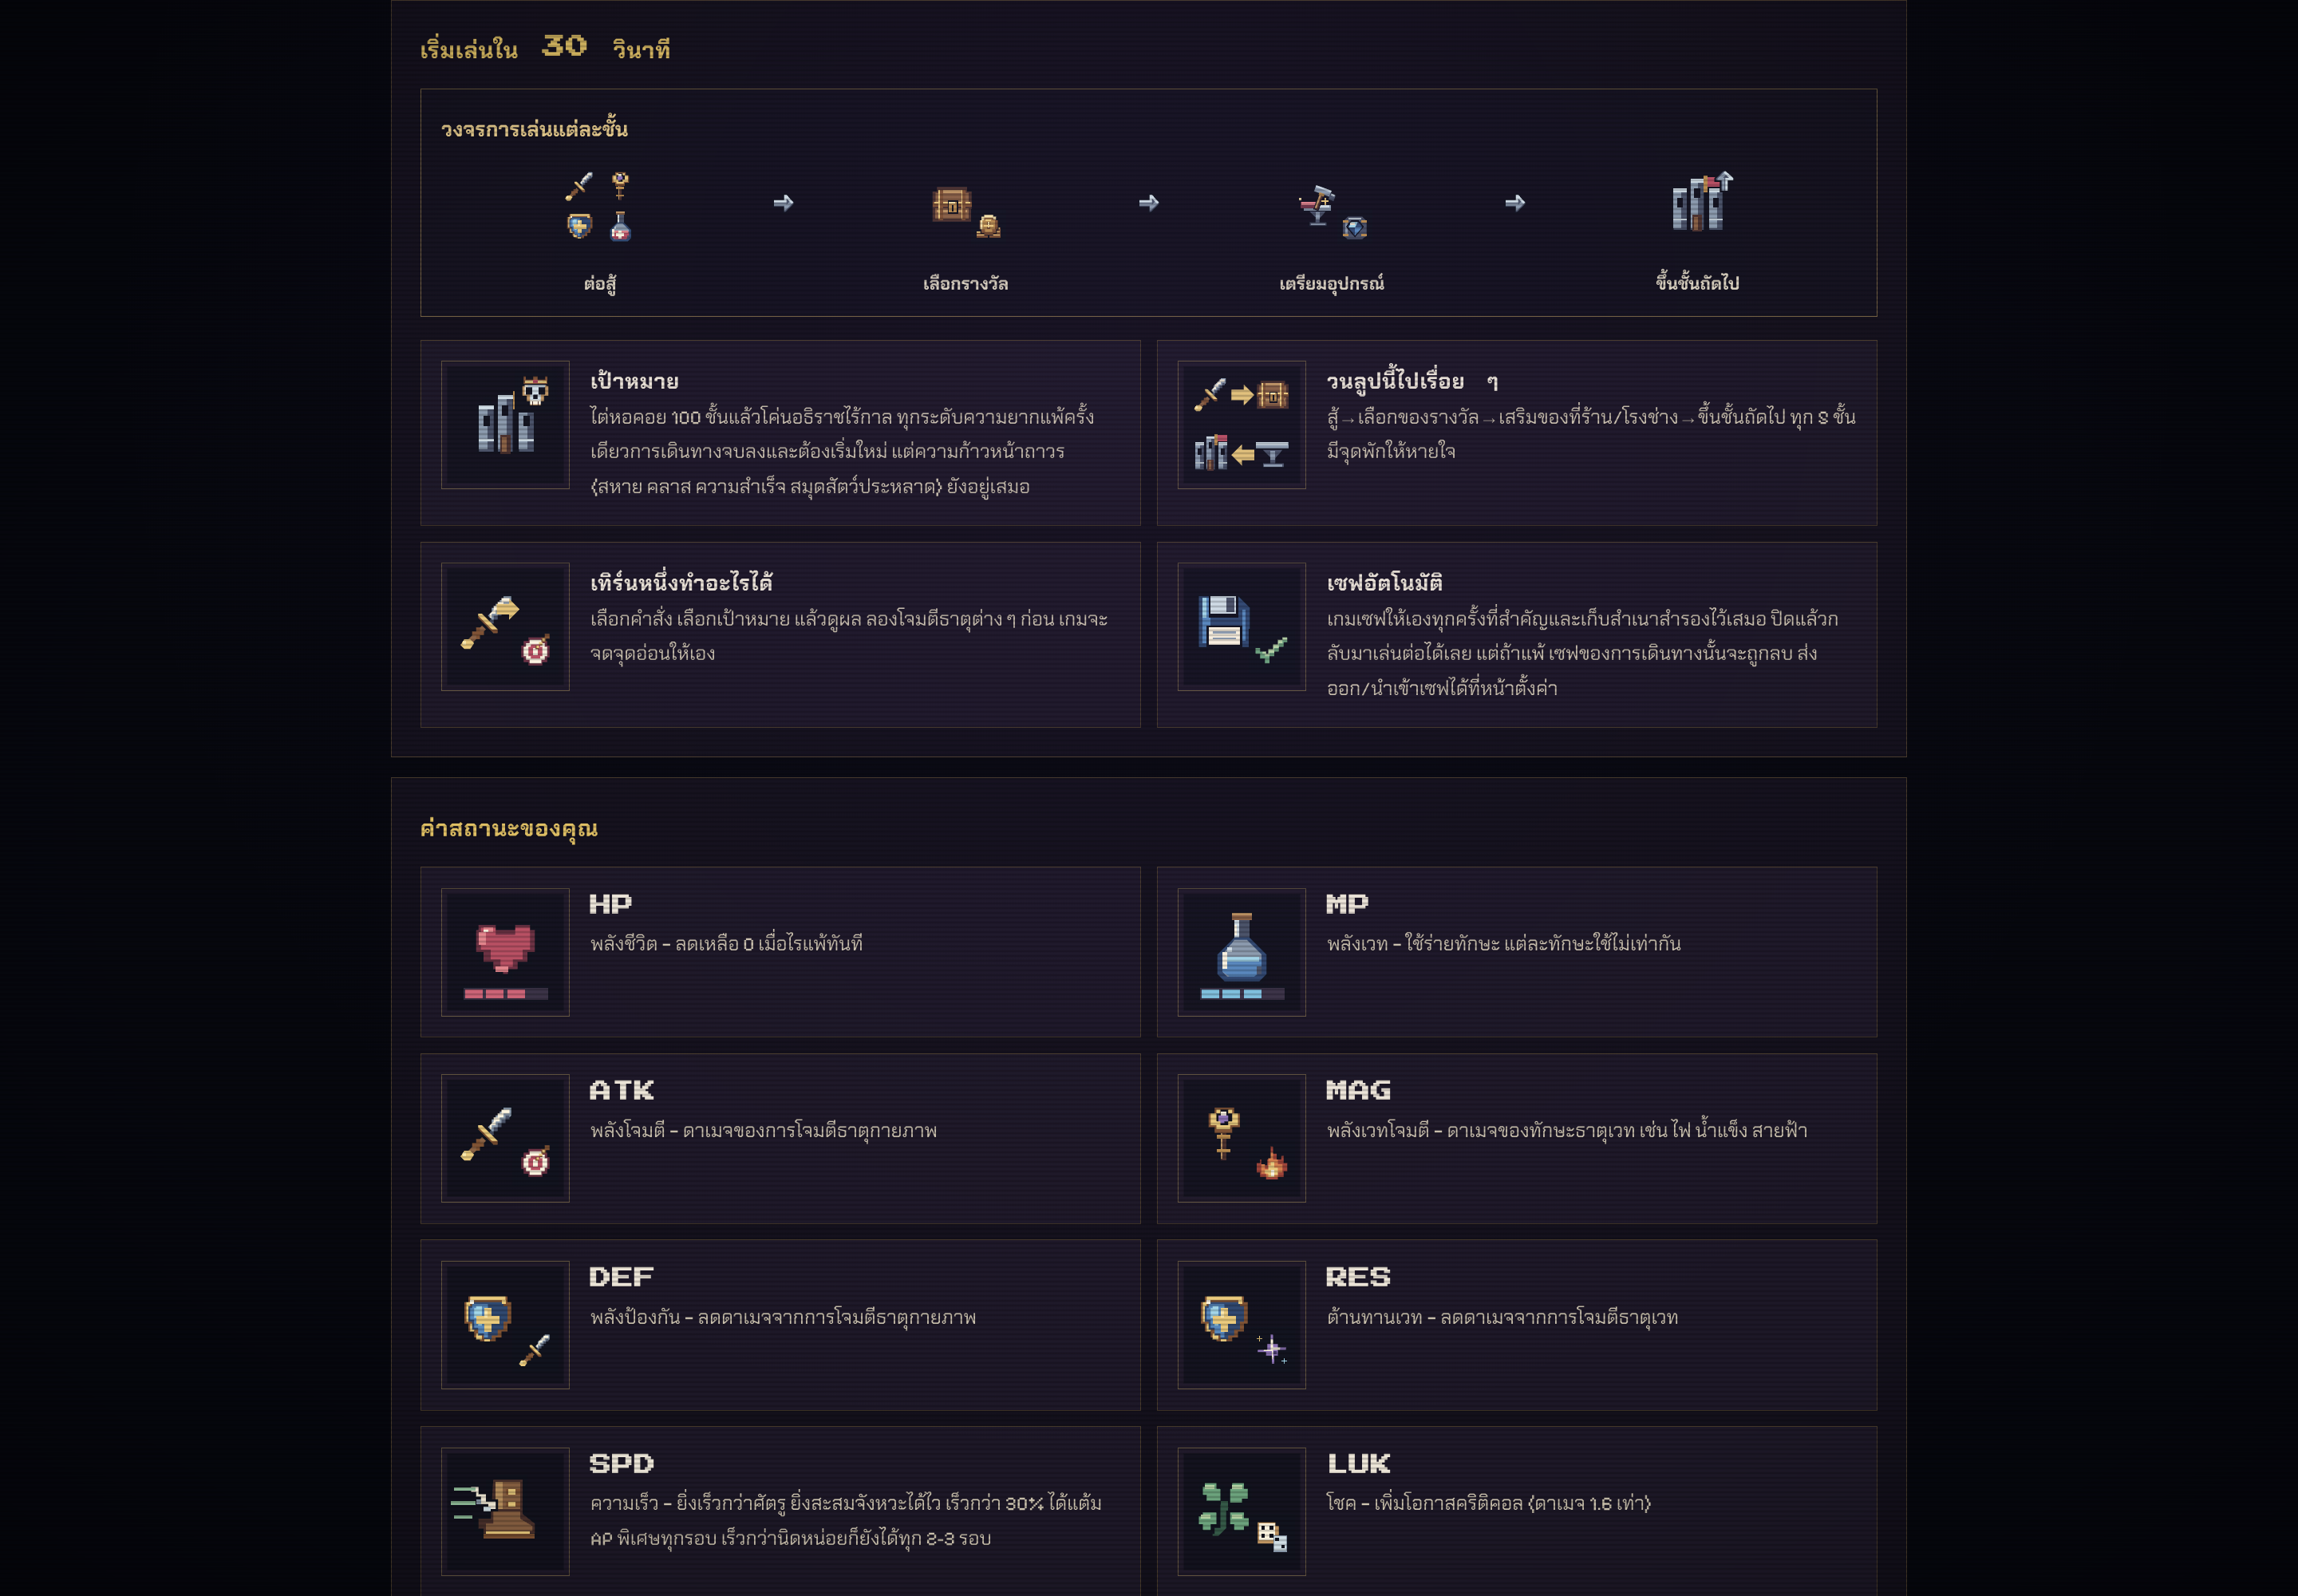 เริ่มเล่นใน 30 วินาที
วงจรการเล่นแต่ละชั้น
ต่อสู้
เลือกรางวัล
เตรียมอุปกรณ์
ขึ้นชั้นถัดไป
เป้าหมาย
ไต่หอคอย 100 ชั้นแล้วโค่นอธิราชไร้กาล ทุกระดับความยากแพ้ครั้ง
เดียวการเดินทางจบลงและต้องเริ่มใหม่ แต่ความก้าวหน้าถาวร
(สหาย คลาส ความสำเร็จ สมุดสัตว์ประหลาด) ยังอยู่เสมอ
วนลูปนี้ไปเรื่อย ๆ
สู้→เลือกของรางวัล→เสริมของที่ร้าน/โรงช่าง→ขึ้นชั้นถัดไป ทุก ชั้น
มีจุดพักให้หายใจ
เทิร์นหนึ่งทำอะไรได้
เลือกคำสั่ง เลือกเป้าหมาย แล้วดูผล ลองโจมตีธาตุต่าง ๆ ก่อน เกมจะ
จดจุดอ่อนให้เอง
เซฟอัตโนมัติ
เกมเซฟให้เองทุกครั้งที่สำคัญและเก็บสำเนาสำรองไว้เสมอ ปิดแล้วก
ลับมาเล่นต่อได้เลย แต่ถ้าแพ้ เซฟของการเดินทางนั้นจะถูกลบ ส่ง
ออก/นำเข้าเซฟได้ที่หน้าตั้งค่า
ค่าสถานะของคุณ
HP
พลังชีวิต - ลดเหลือ 0 เมื่อไรแพ้ทันที
MP
พลังเวท - ใช้ร่ายทักษะ แต่ละทักษะใช้ไม่เท่ากัน
ATK
พลังโจมตี - ดาเมจของการโจมตีธาตุกายภาพ
MAG
พลังเวทโจมตี - ดาเมจของทักษะธาตุเวท เช่น ไฟ น้ำแข็ง สายฟ้า
DEF
พลังป้องกัน - ลดดาเมจจากการโจมตีธาตุกายภาพ
RES
ต้านทานเวท - ลดดาเมจจากการโจมตีธาตุเวท
SPD
ความเร็ว - ยิ่งเร็วกว่าศัตรู ยิ่งสะสมจังหวะได้ไว เร็วกว่า 30% ได้แต้ม
AP พิเศษทุกรอบ เร็วกว่านิดหน่อยก็ยังได้ทุก 2-3 รอบ
LUK
โชค - เพิ่มโอกาสคริติคอล (ดาเมจ 1.6 เท่า)